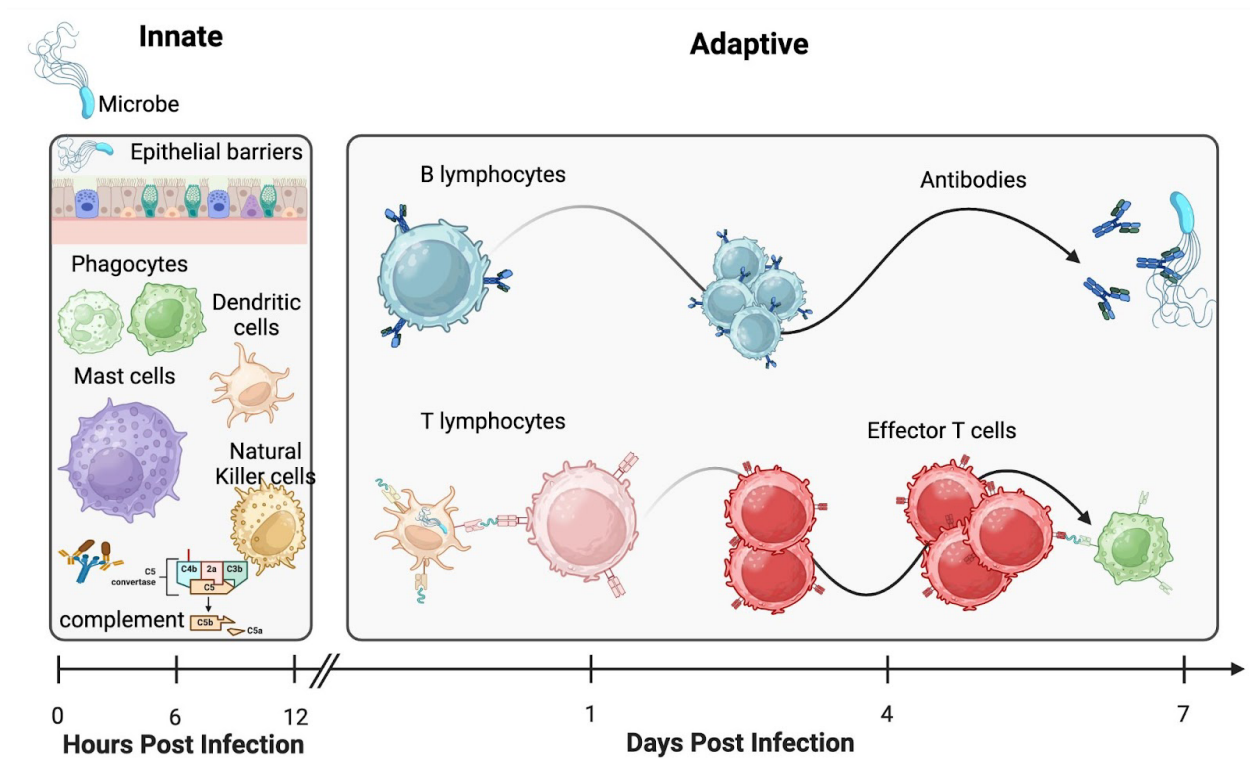 Innate
Adaptive
Microbe
Epithelial barriers
B lymphocytes
Antibodies
Phagocytes
Dendritic
cells
Mast cells
T lymphocytes
Effector T cells
Natural
Killer cells
C5
convertase
C4b 2a C3b
C5
complement
C5b
C5a
0 6 12
1 4 7
Hours Post Infection
Days Post Infection